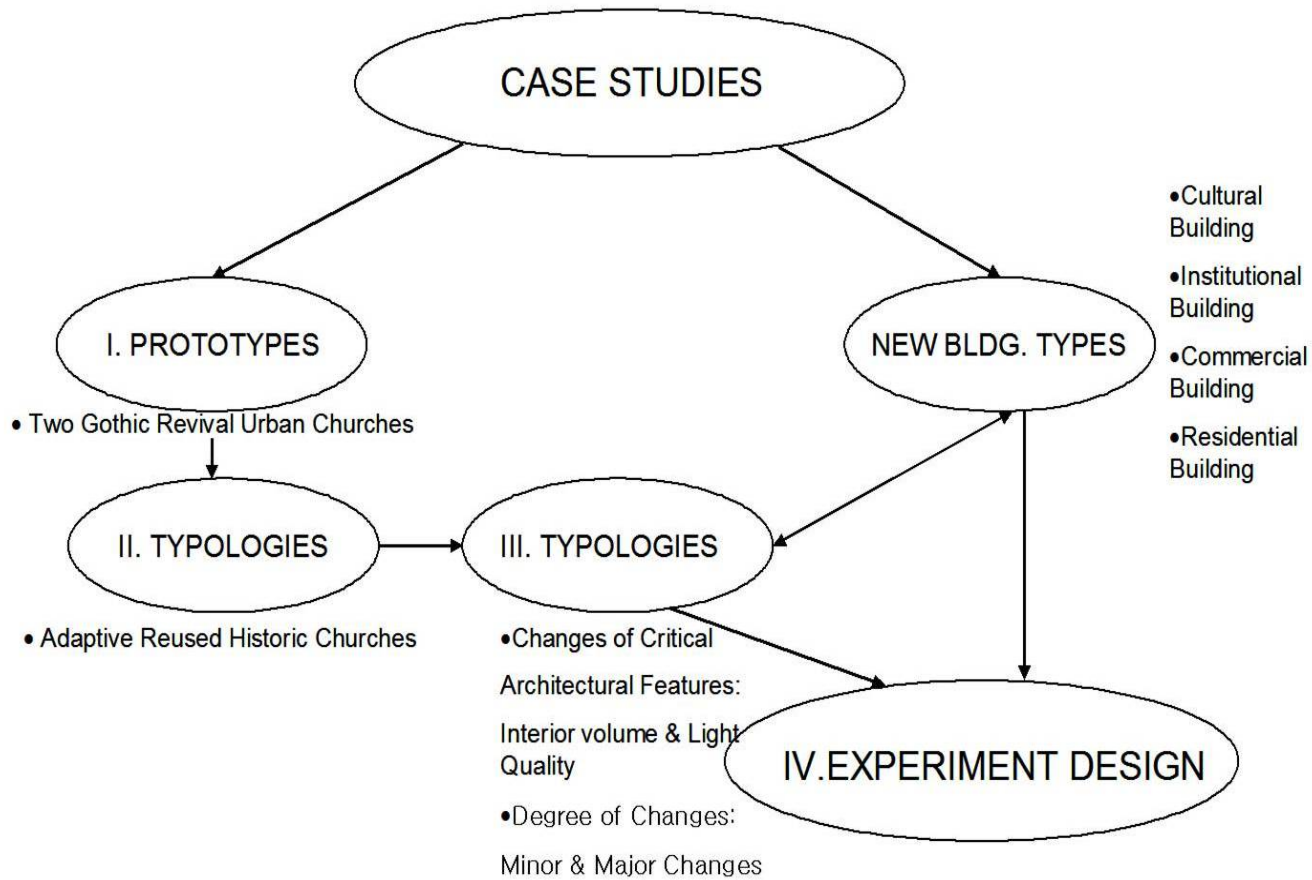 CASE STUDIES
•Cultural
Building
•Institutional
Building
•Commercial
Building
•Residential
Building
I. PROTOTYPES
NEW BLDG. TYPES
• Two Gothic Revival Urban Churches
II. TYPOLOGIES
III. TYPOLOGIES
• Adaptive Reused Historic Churches
•Changes of Critical
Architectural Features:
Interior volume & Light
Quality
•Degree of Changes:
Minor & Major Changes
IV.EXPERIMENT DESIGN